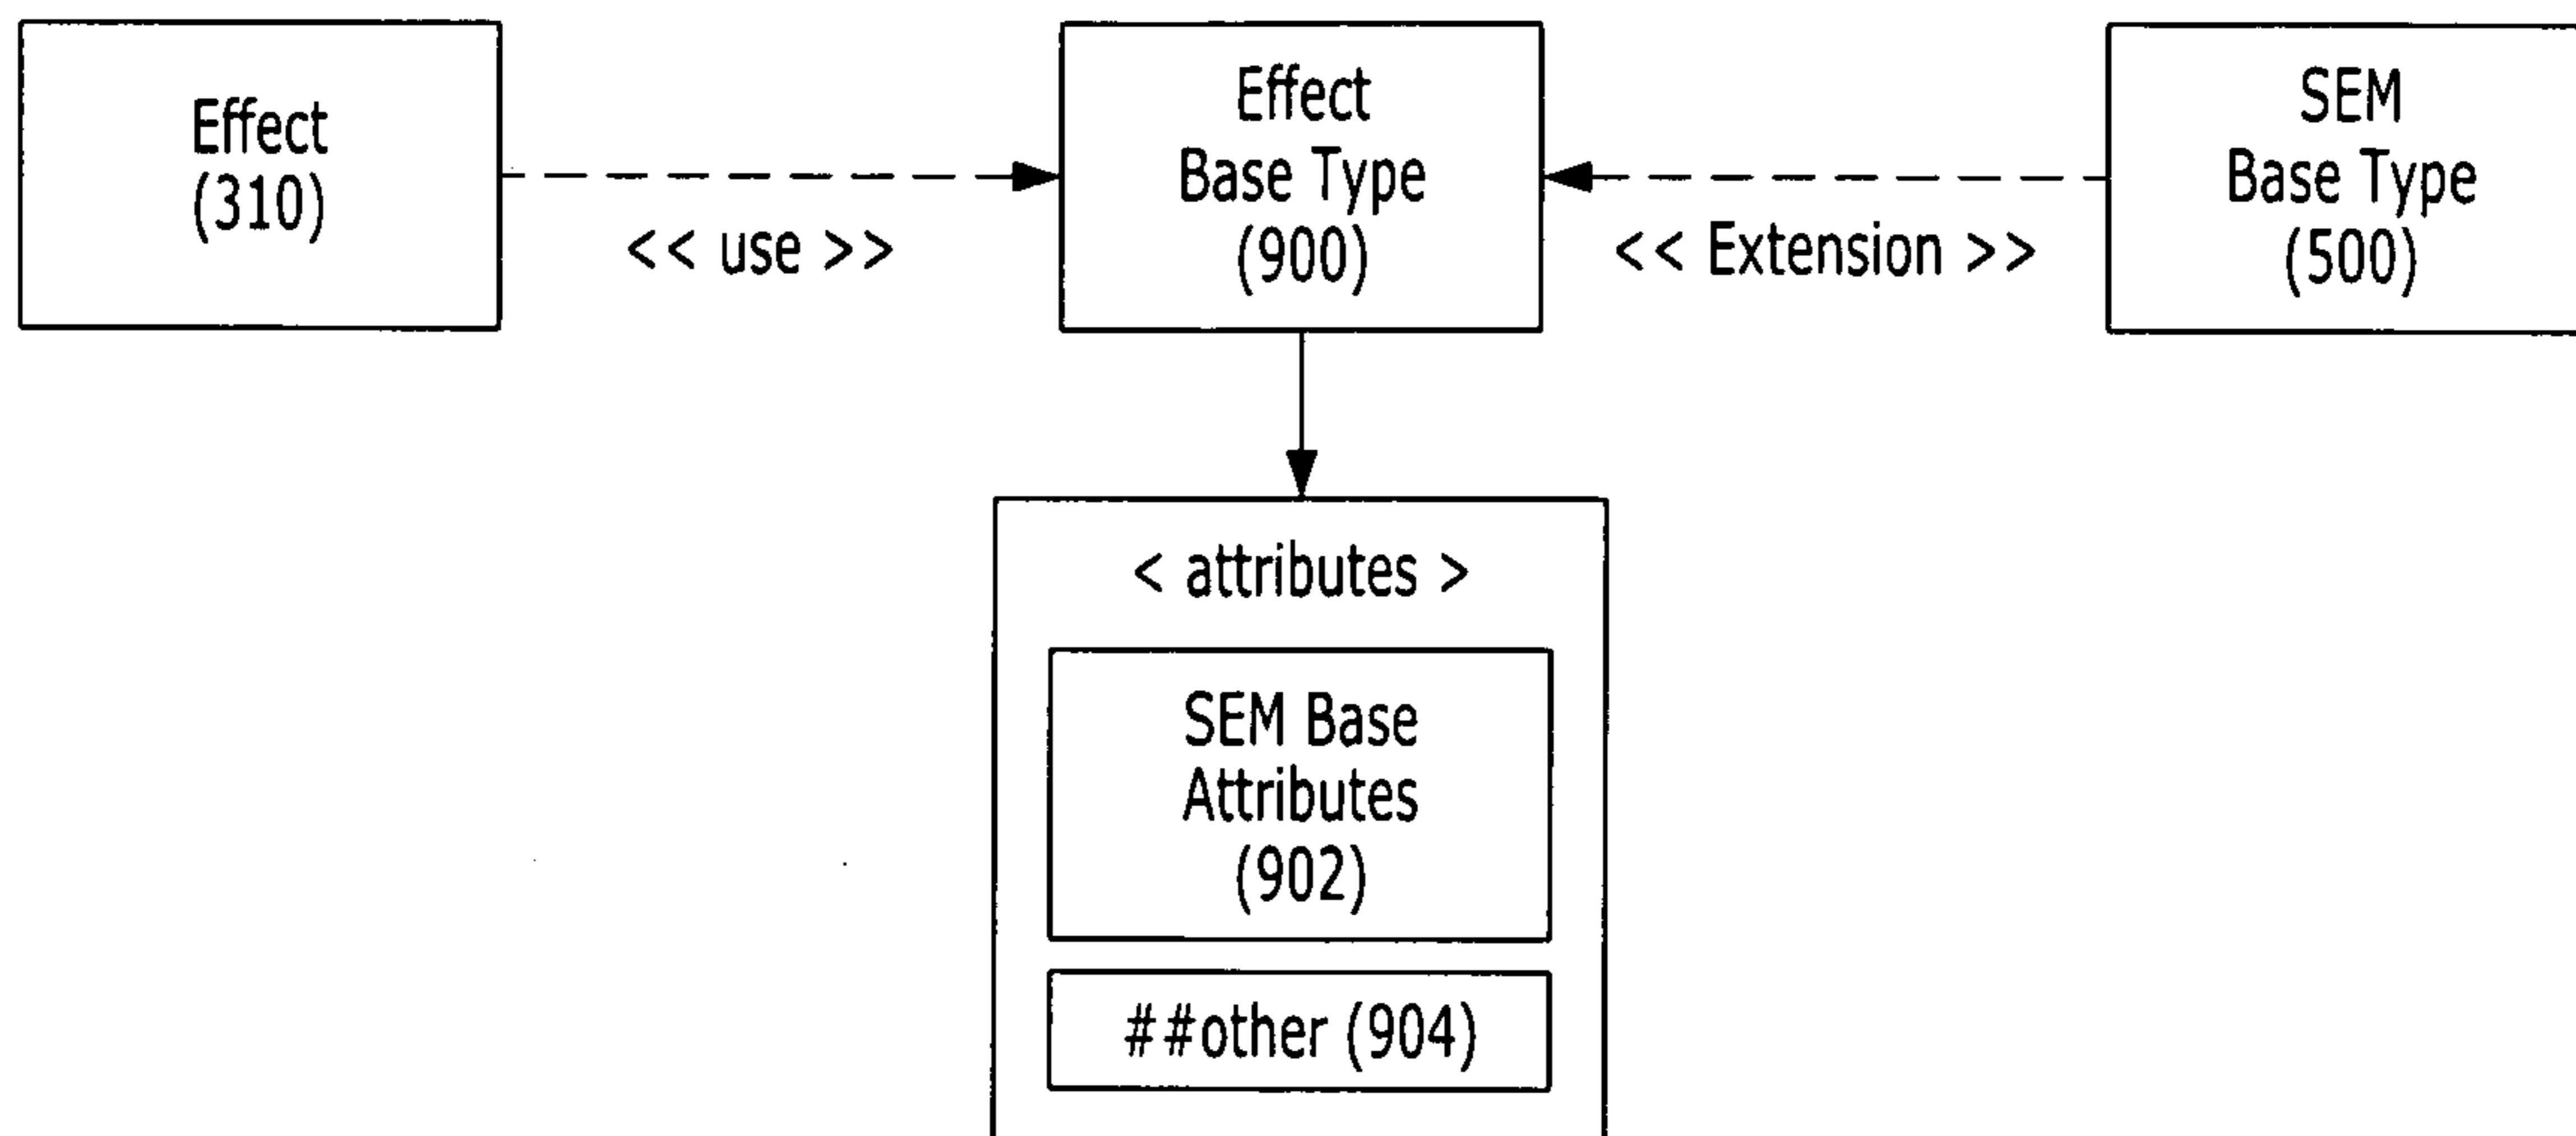 Effect
(310)
<< use >>
Effect
Base Type
(900)
<< Extension >>
SEM
Base Type
(500)
< attributes >
SEM Base
Attributes
(902)
##other (904)